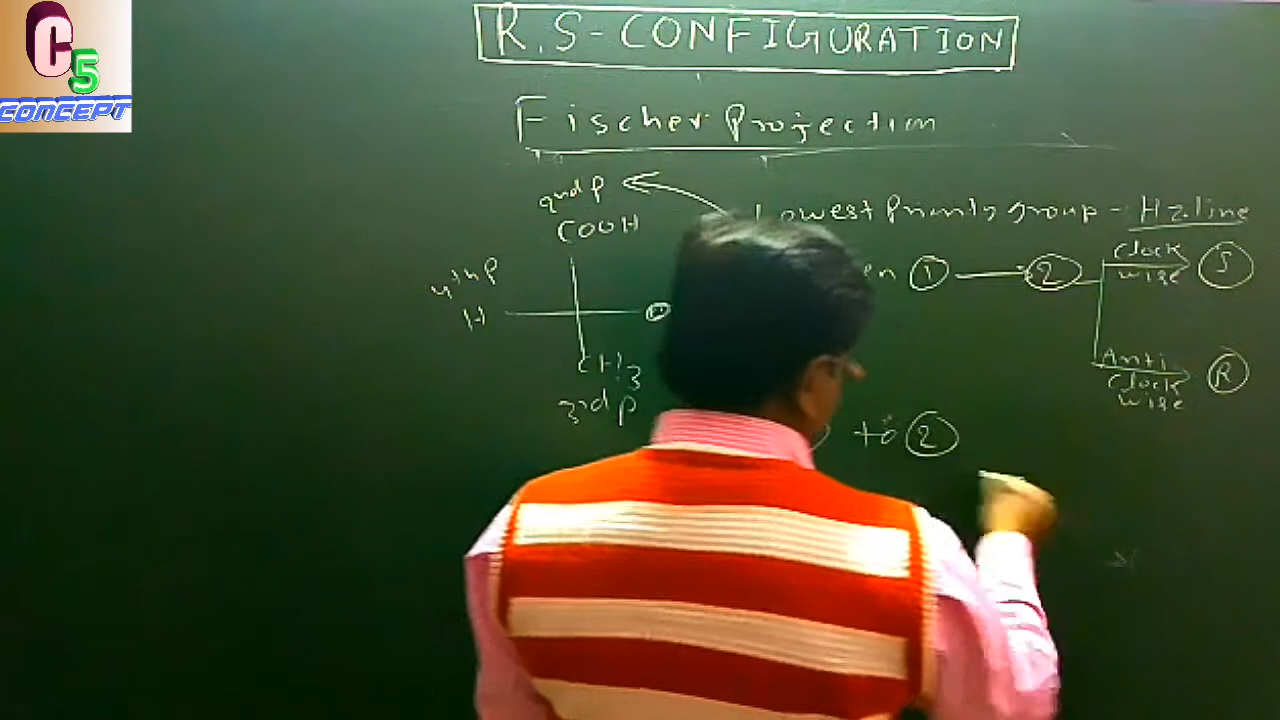 C5
CONCEPT
R.S-CONFIGURATION
Fischer Projection
2nd P
COOH
Lowest Priority group - Hz.line
4th P
H
CH3
3rd P
1 2
Clock wise S
Anti Clock wise R
to 2